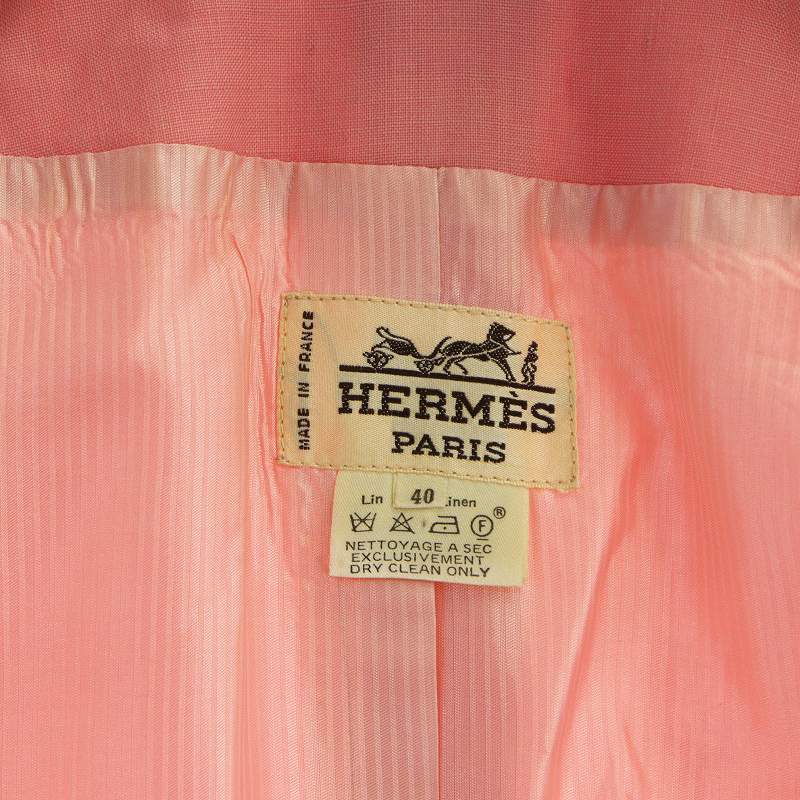 MADE IN FRANCE
HERMÈS
PARIS
Lin 40 Linen
F ®
NETTOYAGE A SEC
EXCLUSIVEMENT
DRY CLEAN ONLY